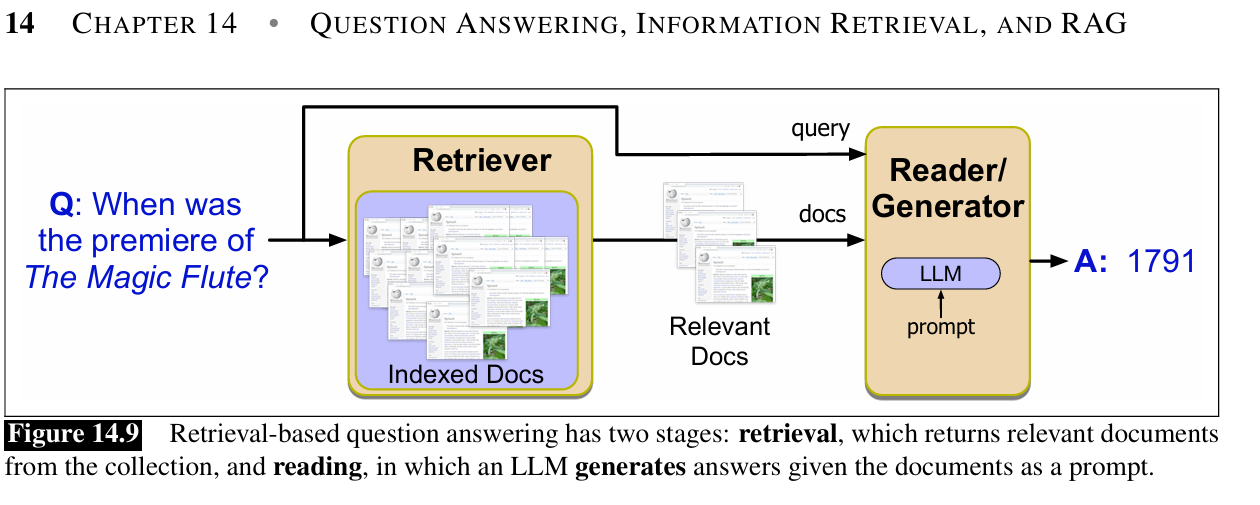 14 CHAPTER 14 • QUESTION ANSWERING, INFORMATION RETRIEVAL, AND RAG
Q: When was
the premiere of
The Magic Flute?
Retriever
Indexed Docs
query
docs
Relevant
Docs
Reader/
Generator
LLM
prompt
A: 1791
Figure 14.9 Retrieval-based question answering has two stages: retrieval, which returns relevant documents
from the collection, and reading, in which an LLM generates answers given the documents as a prompt.